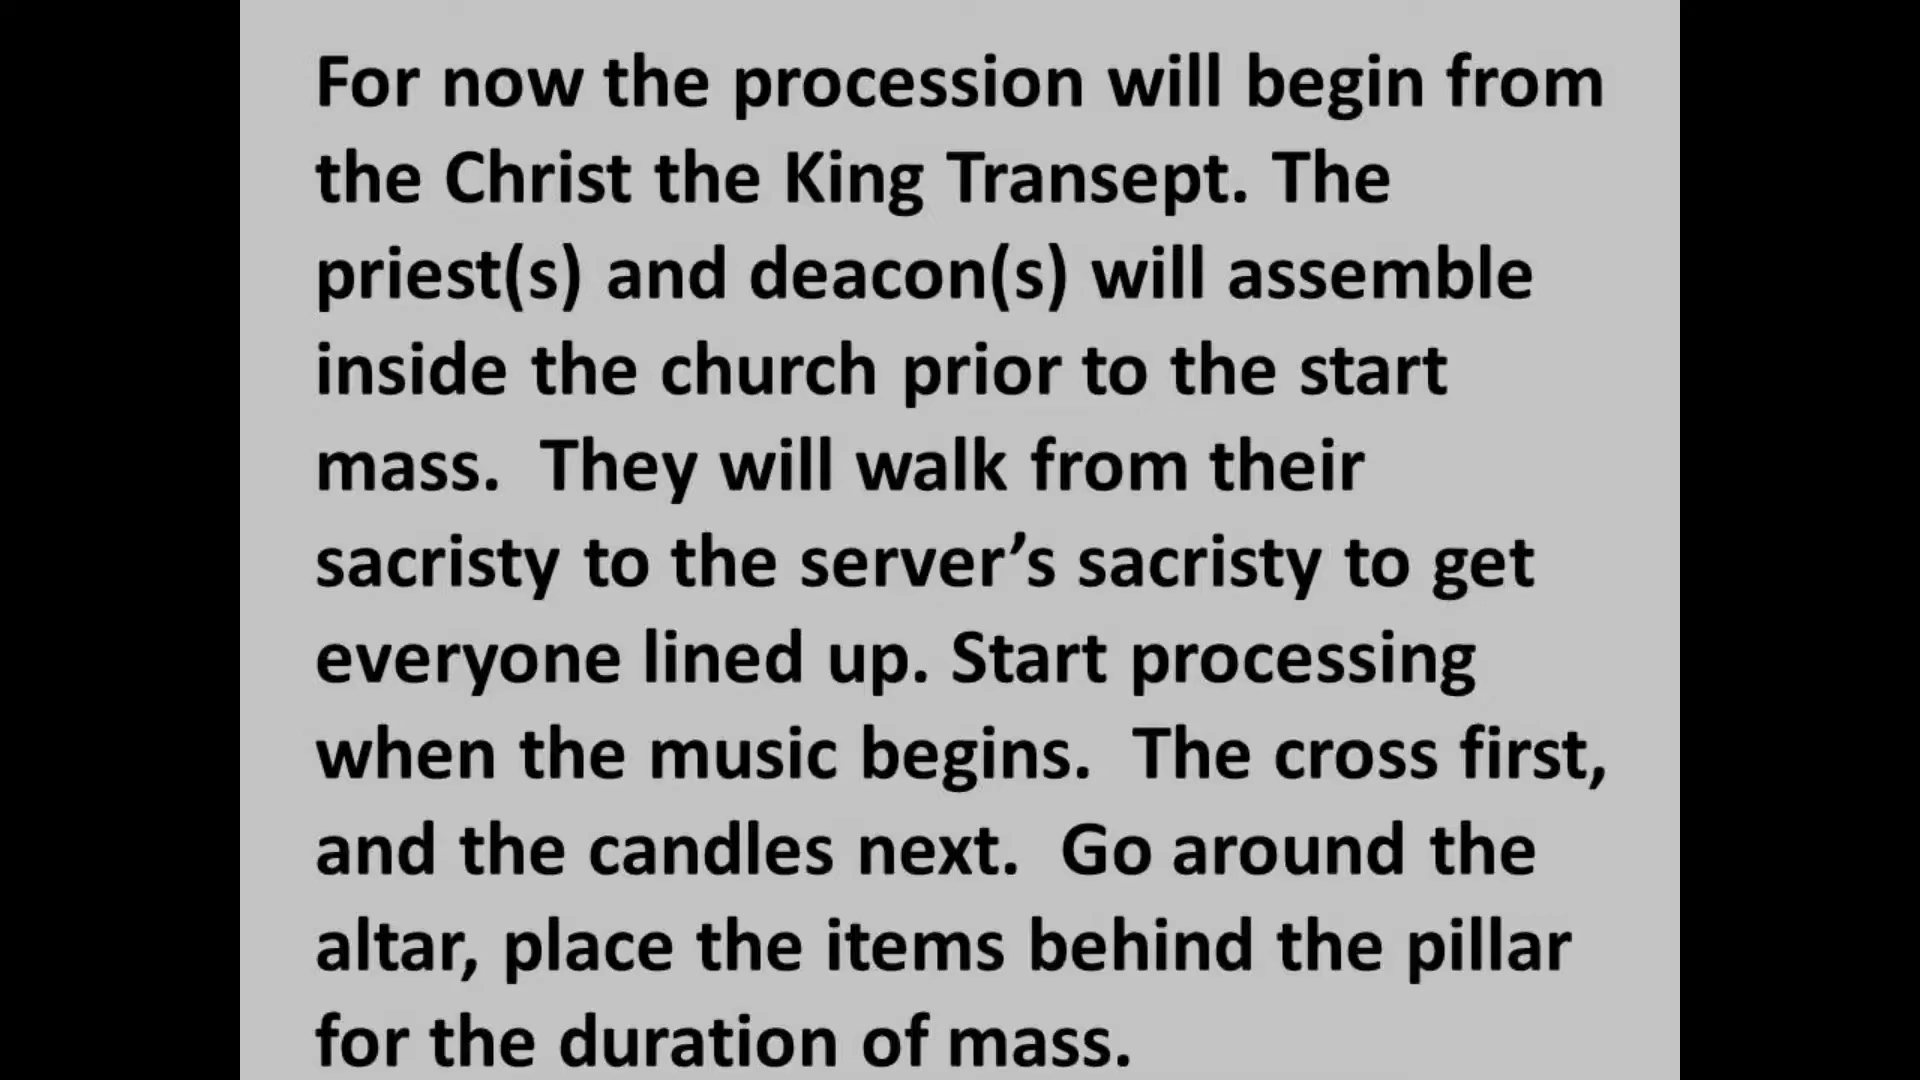 For now the procession will begin from
the Christ the King Transept. The
priest(s) and deacon(s) will assemble
inside the church prior to the start
mass.  They will walk from their
sacristy to the server’s sacristy to get
everyone lined up. Start processing
when the music begins.  The cross first,
and the candles next.  Go around the
altar, place the items behind the pillar
for the duration of mass.